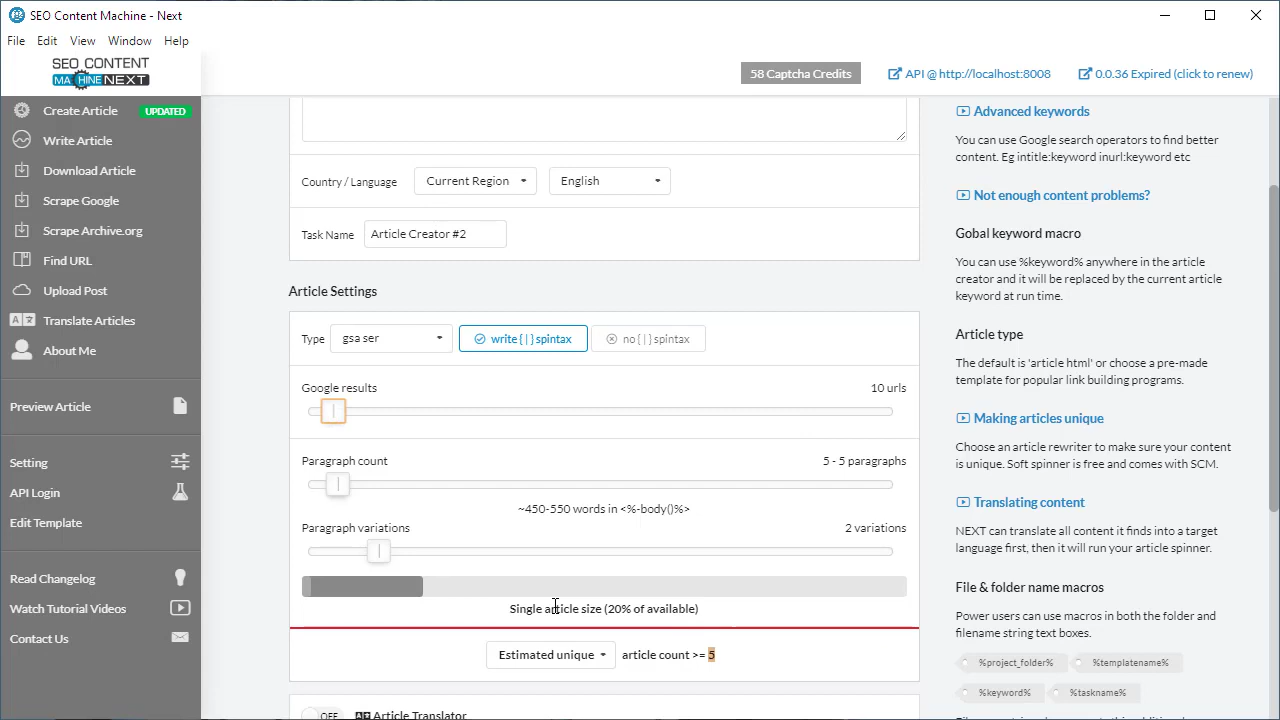 SEO Content Machine - Next
File Edit View Window Help
SEO CONTENT
MACHINE NEXT
58 Captcha Credits
API @ http://localhost:8008
0.0.36 Expired (click to renew)
Create Article UPDATED
Write Article
Download Article
Scrape Google
Scrape Archive.org
Find URL
Upload Post
Translate Articles
About Me
Preview Article
Setting
API Login
Edit Template
Read Changelog
Watch Tutorial Videos
Contact Us
Country / Language Current Region English
Task Name Article Creator #2
Article Settings
Type gsa ser write { | } spintax no { | } spintax
Google results 10 urls
Paragraph count 5 - 5 paragraphs
~450-550 words in <%-body()%>
Paragraph variations 2 variations
Single article size (20% of available)
Estimated unique article count >= 5
OFF Article Translator
Advanced keywords
You can use Google search operators to find better
content. Eg intitle:keyword inurl:keyword etc
Not enough content problems?
Gobal keyword macro
You can use %keyword% anywhere in the article
creator and it will be replaced by the current article
keyword at run time.
Article type
The default is 'article html' or choose a pre-made
template for popular link building programs.
Making articles unique
Choose an article rewriter to make sure your content
is unique. Soft spinner is free and comes with SCM.
Translating content
NEXT can translate all content it finds into a target
language first, then it will run your article spinner.
File & folder name macros
Power users can use macros in both the folder and
filename string text boxes.
%project_folder% %templatename%
%keyword% %taskname%